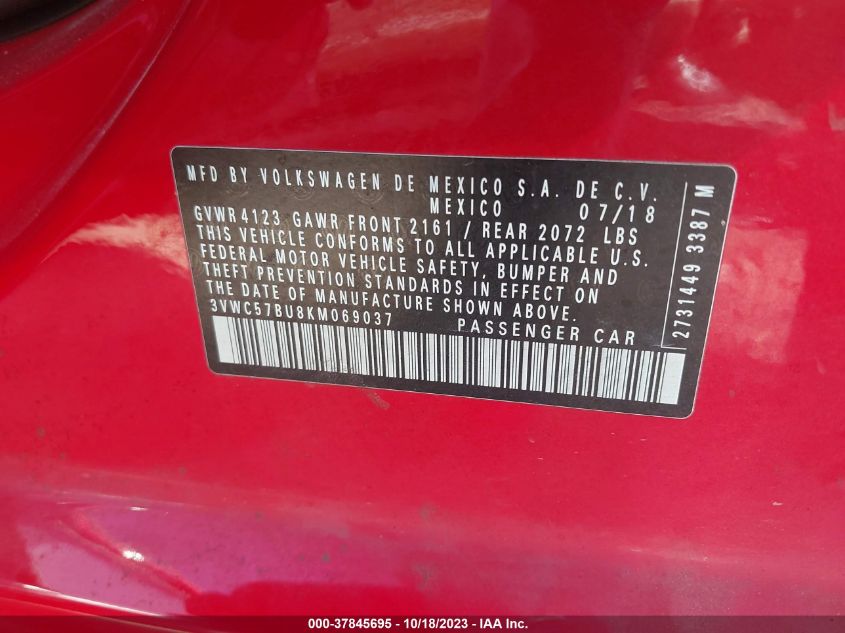 MFD BY VOLKSWAGEN DE MEXICO S.A. DE C.V.
MEXICO 07/18
GVWR 4123 GAWR FRONT 2161 / REAR 2072 LBS
THIS VEHICLE CONFORMS TO ALL APPLICABLE U.S.
FEDERAL MOTOR VEHICLE SAFETY, BUMPER AND
THEFT PREVENTION STANDARDS IN EFFECT ON
THE DATE OF MANUFACTURE SHOWN ABOVE.
3VWC57BU8KM069037 PASSENGER CAR
2731449 3387 M
000-37845695 - 10/18/2023 - IAA Inc.